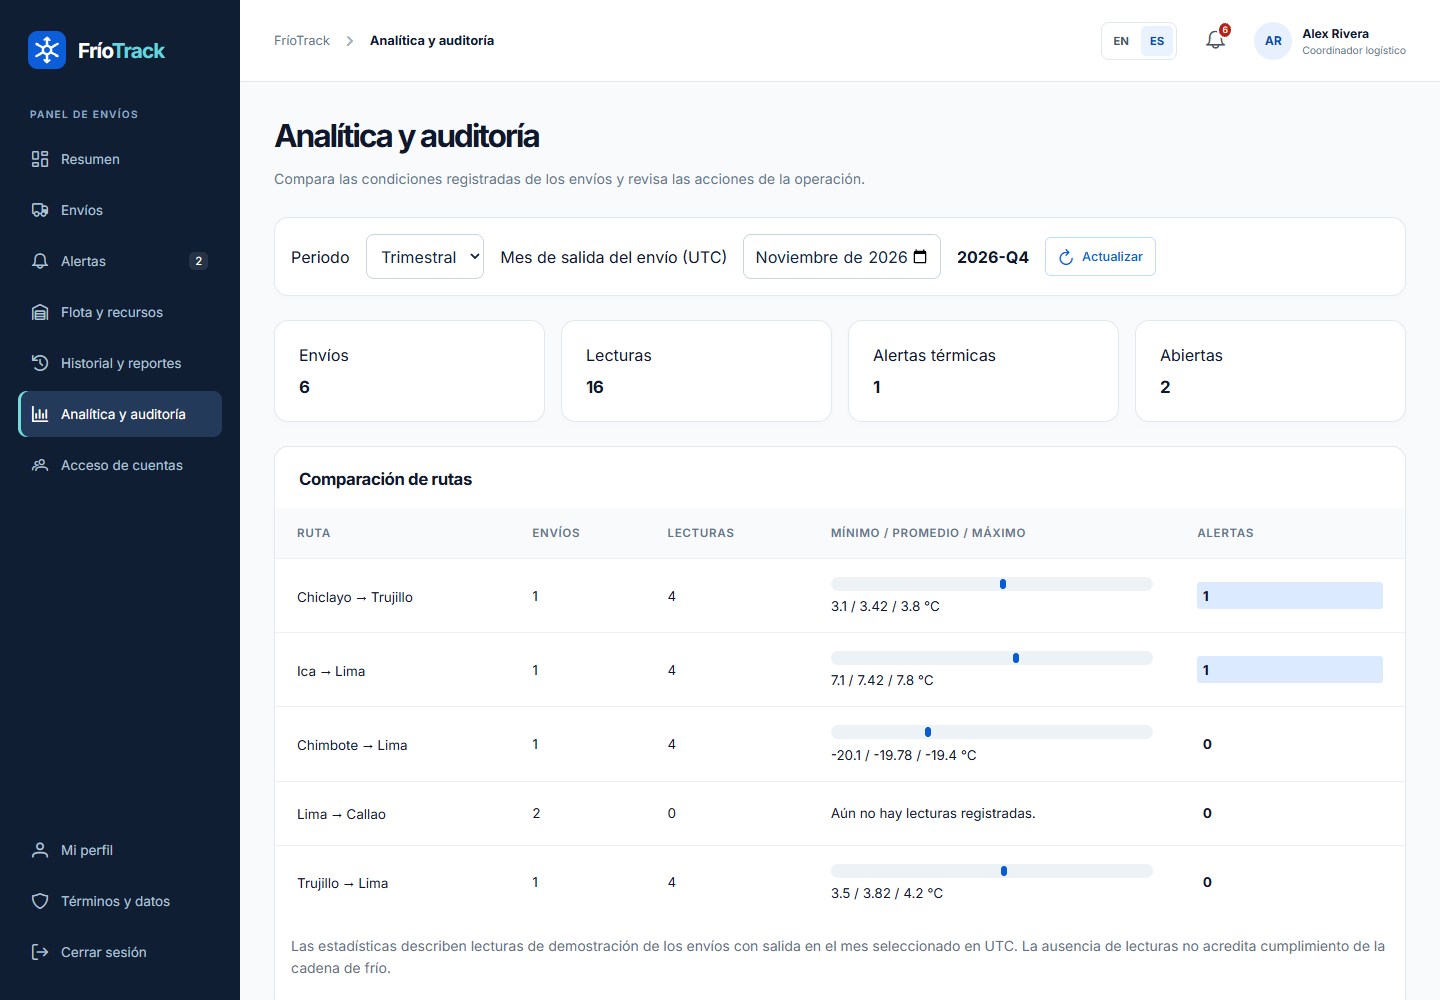 FríoTrack
PANEL DE ENVÍOS
Resumen
Envíos
Alertas 2
Flota y recursos
Historial y reportes
Analítica y auditoría
Acceso de cuentas
Mi perfil
Términos y datos
Cerrar sesión
FríoTrack > Analítica y auditoría
EN ES
6
AR
Alex Rivera
Coordinador logístico
Analítica y auditoría
Compara las condiciones registradas de los envíos y revisa las acciones de la operación.
Periodo Trimestral Mes de salida del envío (UTC) Noviembre de 2026 2026-Q4 Actualizar
Envíos
6
Lecturas
16
Alertas térmicas
1
Abiertas
2
Comparación de rutas
RUTA ENVÍOS LECTURAS MÍNIMO / PROMEDIO / MÁXIMO ALERTAS
Chiclayo → Trujillo 1 4 3.1 / 3.42 / 3.8 °C 1
Ica → Lima 1 4 7.1 / 7.42 / 7.8 °C 1
Chimbote → Lima 1 4 -20.1 / -19.78 / -19.4 °C 0
Lima → Callao 2 0 Aún no hay lecturas registradas. 0
Trujillo → Lima 1 4 3.5 / 3.82 / 4.2 °C 0
Las estadísticas describen lecturas de demostración de los envíos con salida en el mes seleccionado en UTC. La ausencia de lecturas no acredita cumplimiento de la
cadena de frío.